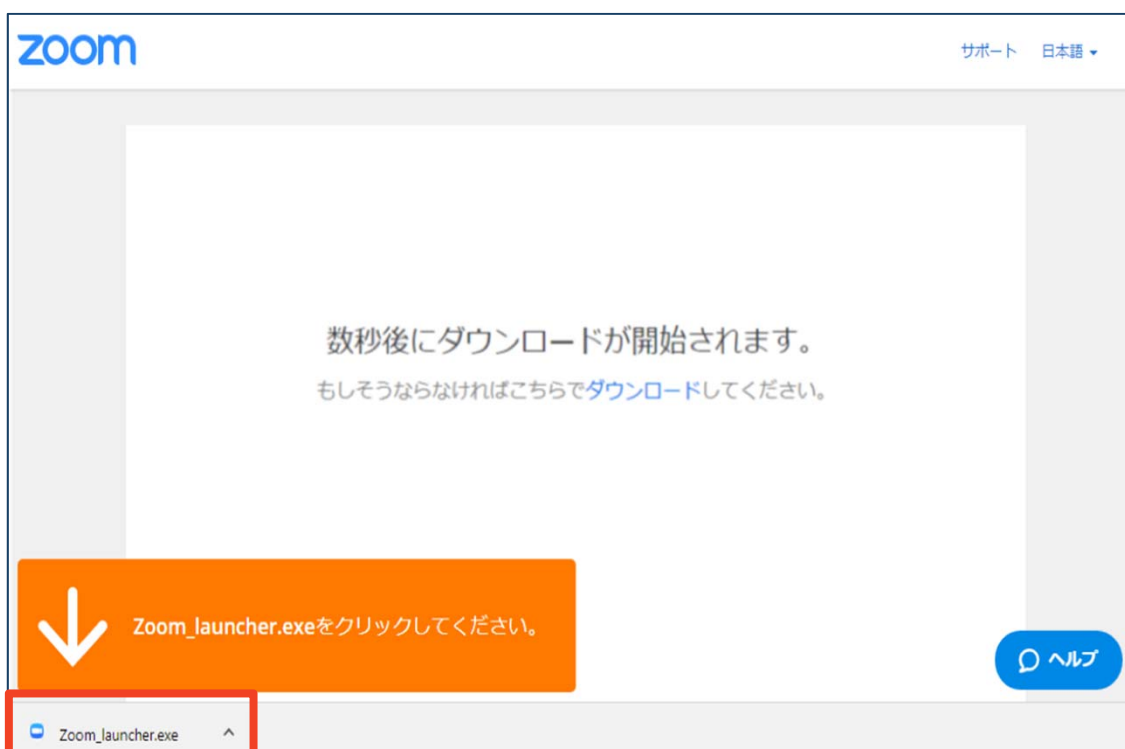 zoom
サポート 日本語
数秒後にダウンロードが開始されます。
もしそうならなければこちらでダウンロードしてください。
Zoom_launcher.exeをクリックしてください。
ヘルプ
Zoom_launcher.exe